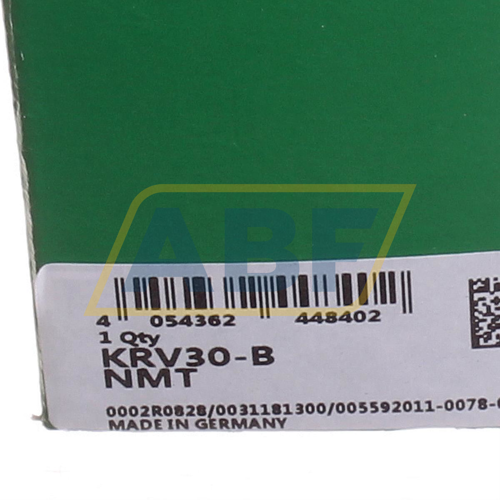 ABF
4 054362 448402
1 Qty
KRV30-B
NMT
0002R0828/0031181300/005592011-0078-
MADE IN GERMANY